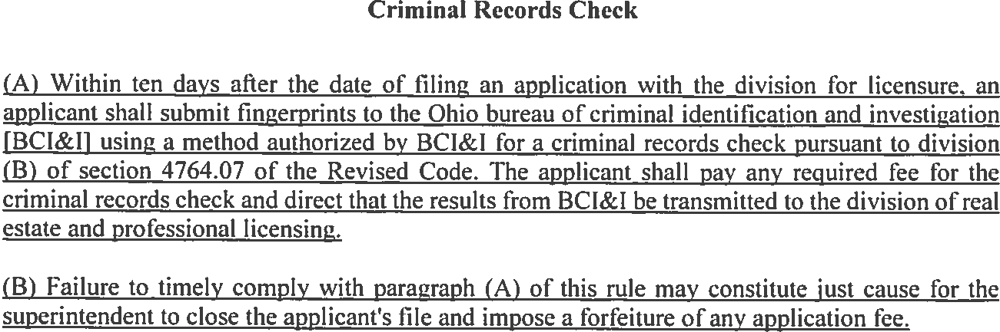 Criminal Records Check
(A) Within ten days after the date of filing an application with the division for licensure, an
applicant shall submit fingerprints to the Ohio bureau of criminal identification and investigation
[BCI&I] using a method authorized by BCI&I for a criminal records check pursuant to division
(B) of section 4764.07 of the Revised Code. The applicant shall pay any required fee for the
criminal records check and direct that the results from BCI&I be transmitted to the division of real
estate and professional licensing.
(B) Failure to timely comply with paragraph (A) of this rule may constitute just cause for the
superintendent to close the applicant's file and impose a forfeiture of any application fee.